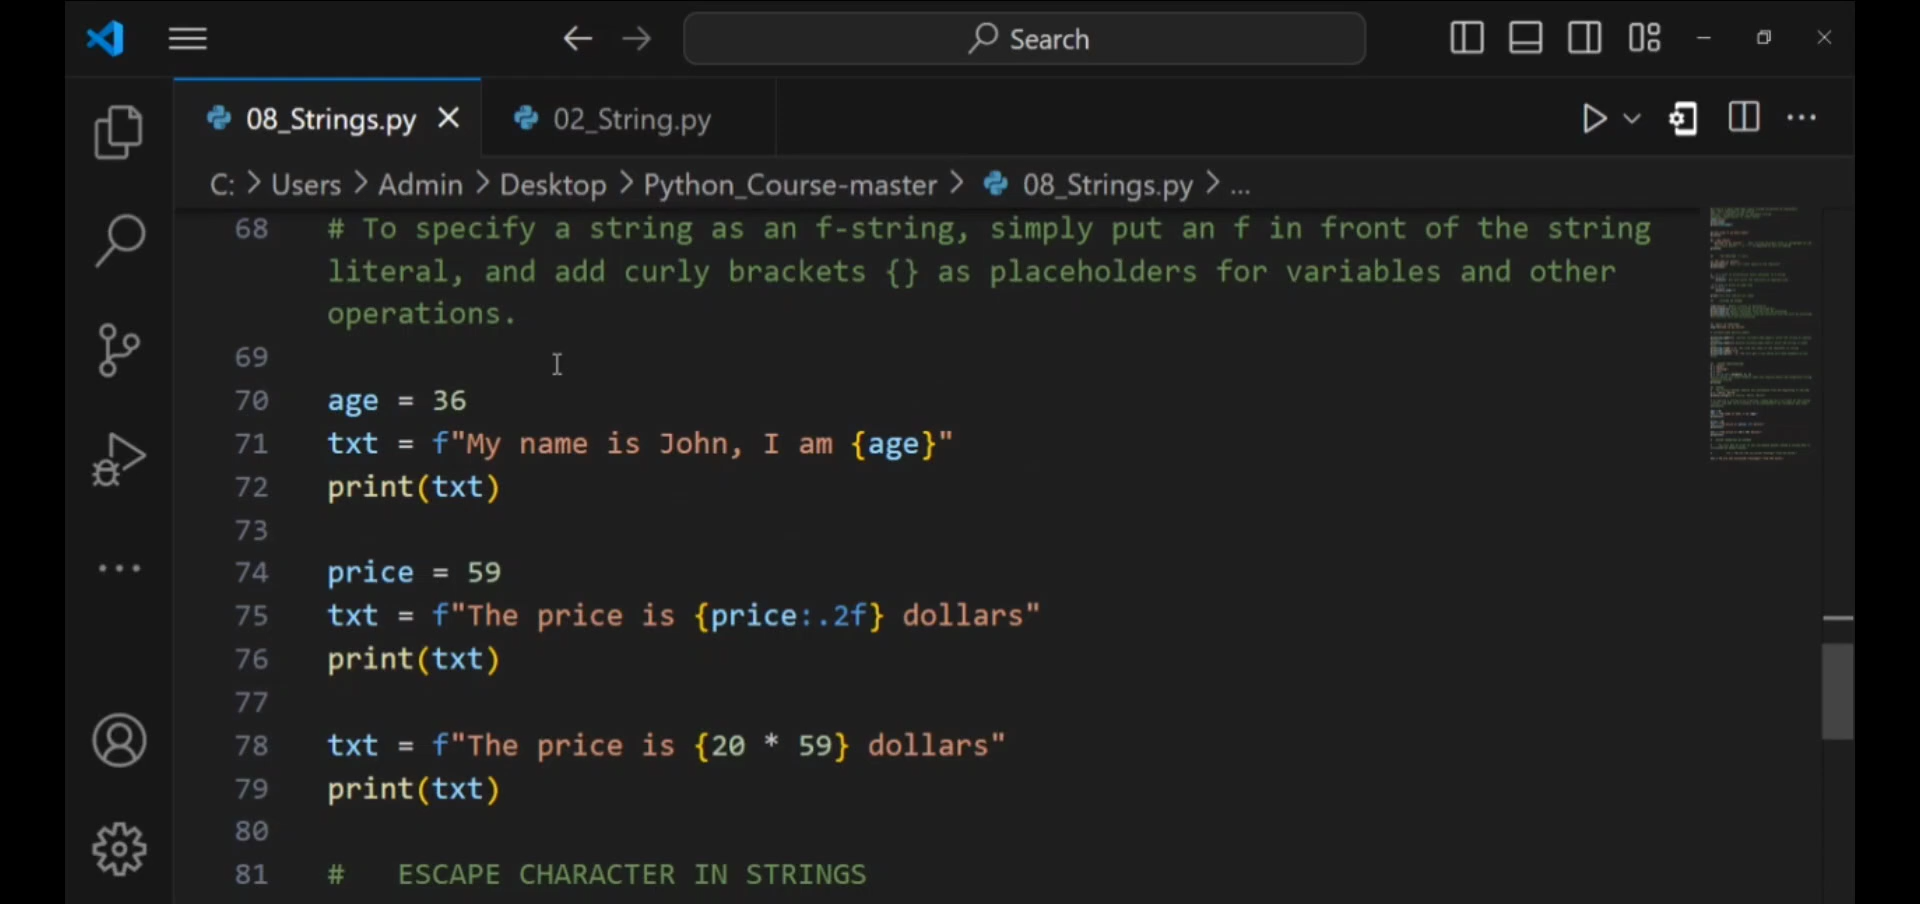 Search
08_Strings.py
02_String.py
C: > Users > Admin > Desktop > Python_Course-master > 08_Strings.py > ...
68 # To specify a string as an f-string, simply put an f in front of the string
literal, and add curly brackets {} as placeholders for variables and other
operations.
69
70 age = 36
71 txt = f"My name is John, I am {age}"
72 print(txt)
73
74 price = 59
75 txt = f"The price is {price:.2f} dollars"
76 print(txt)
77
78 txt = f"The price is {20 * 59} dollars"
79 print(txt)
80
81 #   ESCAPE CHARACTER IN STRINGS